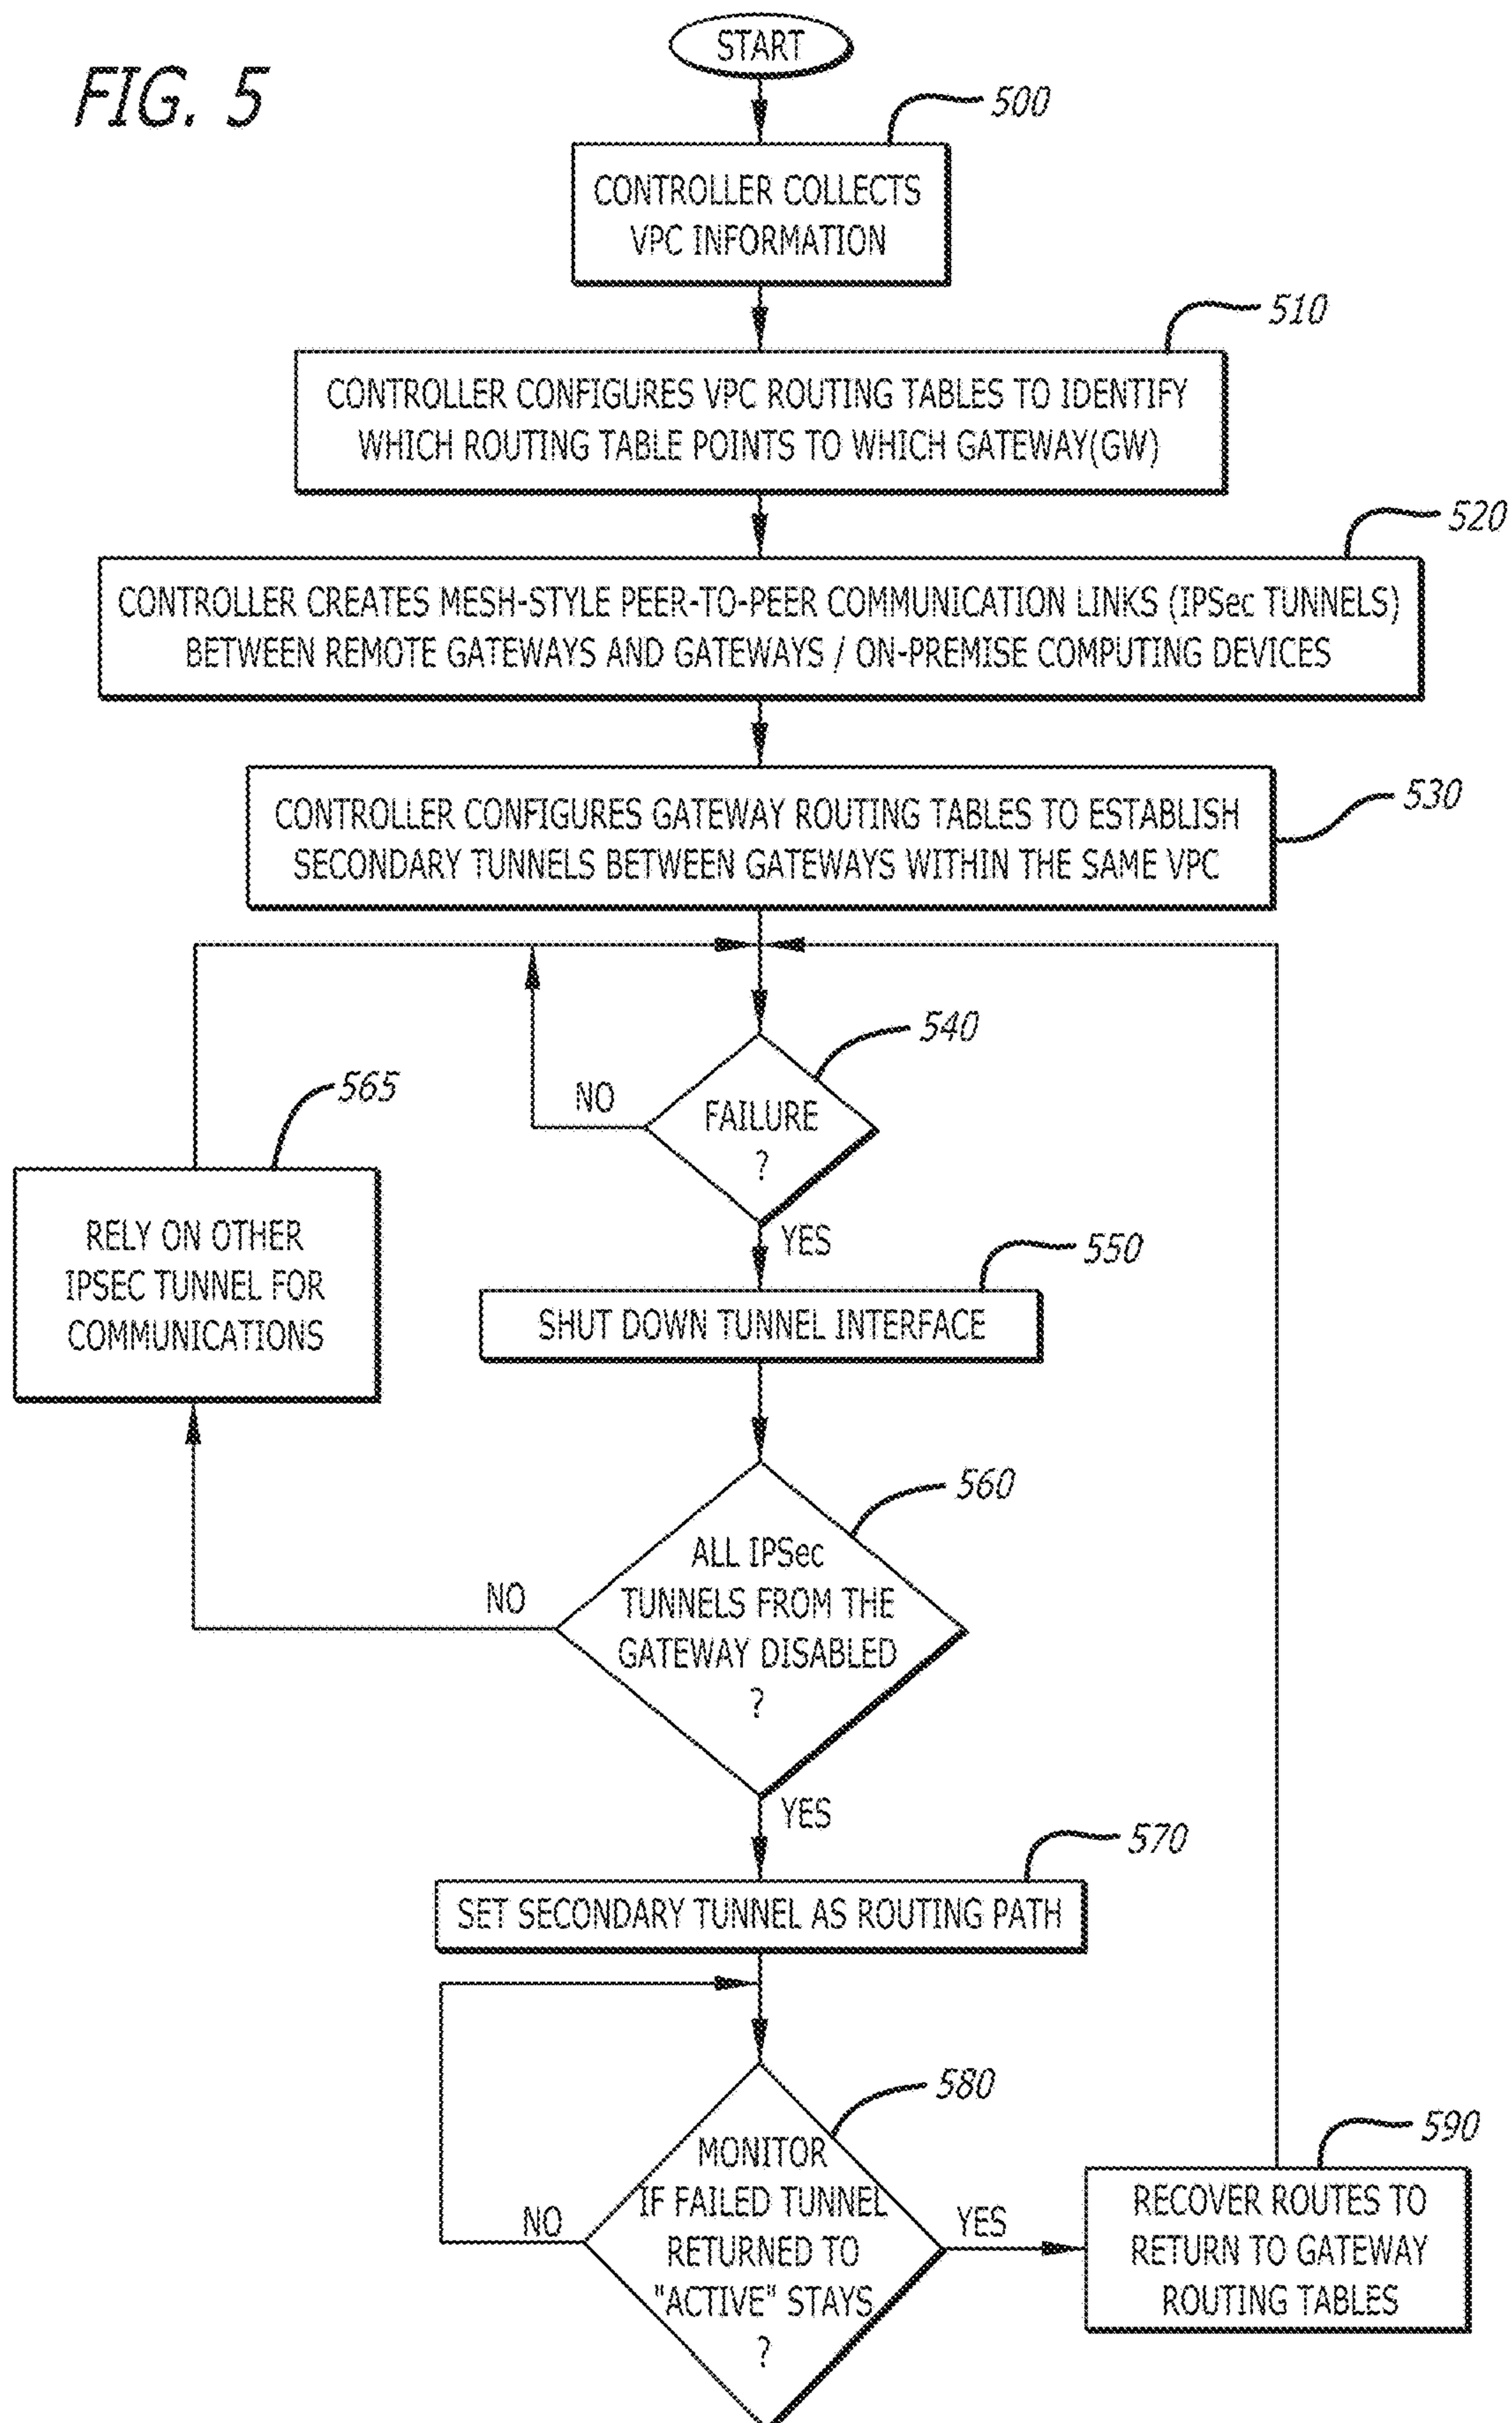 FIG. 5
START
500
CONTROLLER COLLECTS
VPC INFORMATION
510
CONTROLLER CONFIGURES VPC ROUTING TABLES TO IDENTIFY
WHICH ROUTING TABLE POINTS TO WHICH GATEWAY(GW)
520
CONTROLLER CREATES MESH-STYLE PEER-TO-PEER COMMUNICATION LINKS (IPSec TUNNELS)
BETWEEN REMOTE GATEWAYS AND GATEWAYS / ON-PREMISE COMPUTING DEVICES
530
CONTROLLER CONFIGURES GATEWAY ROUTING TABLES TO ESTABLISH
SECONDARY TUNNELS BETWEEN GATEWAYS WITHIN THE SAME VPC
540
NO
FAILURE
?
YES
565
RELY ON OTHER
IPSEC TUNNEL FOR
COMMUNICATIONS
550
SHUT DOWN TUNNEL INTERFACE
560
NO
ALL IPSec
TUNNELS FROM THE
GATEWAY DISABLED
?
YES
570
SET SECONDARY TUNNEL AS ROUTING PATH
580
NO
MONITOR
IF FAILED TUNNEL
RETURNED TO
"ACTIVE" STAYS
?
YES
590
RECOVER ROUTES TO
RETURN TO GATEWAY
ROUTING TABLES